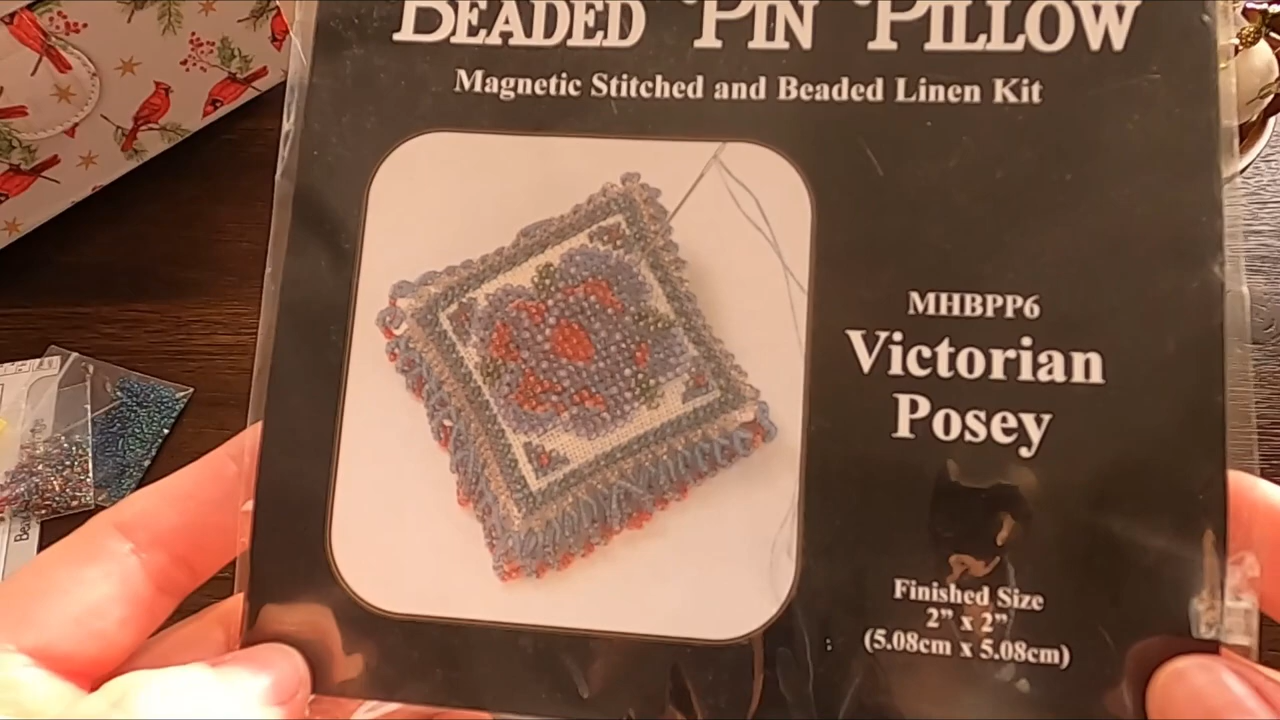 BEADED PIN PILLOW
Magnetic Stitched and Beaded Linen Kit
MHBPP6
Victorian
Posey
Finished Size
2” x 2”
(5.08cm x 5.08cm)